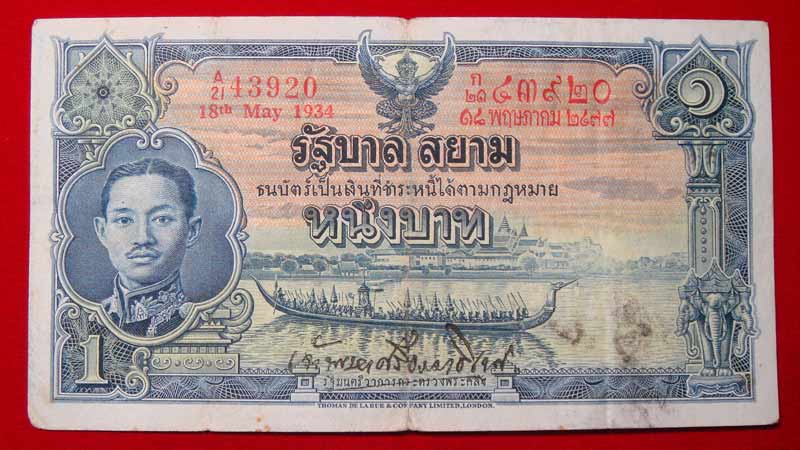 A/21 43920
18th May 1934
ก/๒๑ ๔๓๙๒๐
๑๘ พฤษภาคม ๒๔๗๗
๑
รัฐบาล สยาม
ธนบัตร์เป็นเงินที่ชำระหนี้ได้ตามกฎหมาย
หนึ่งบาท
1
รัฐมนตรีว่าการกระทรวงพระคลัง
THOMAS DE LA RUE & COMPANY LIMITED, LONDON.